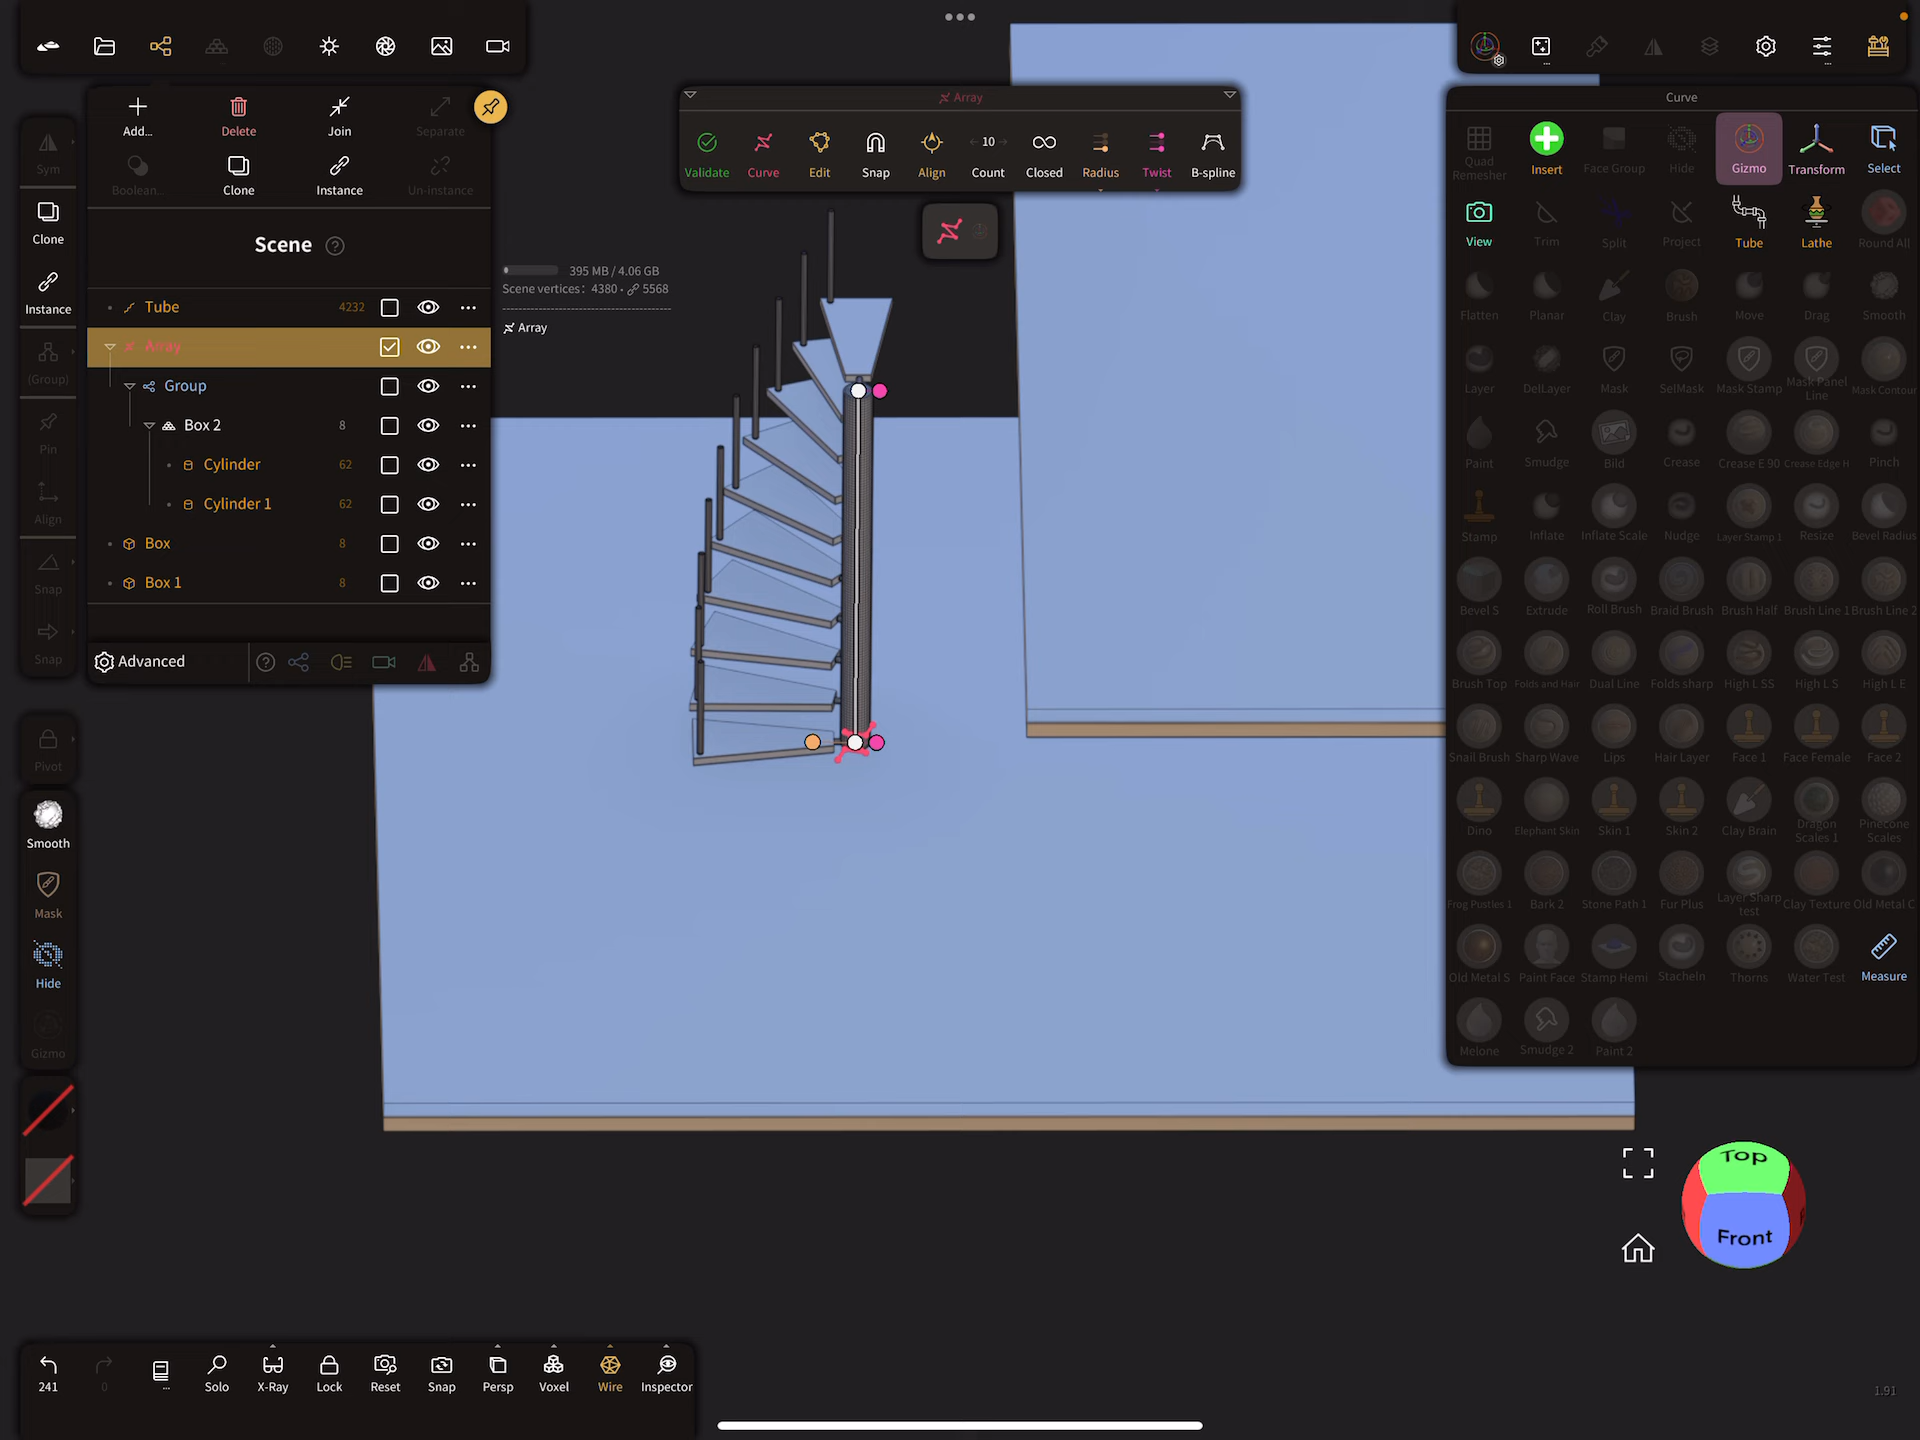 Add...
Delete
Join
Separate
Boolean...
Clone
Instance
Un-instance
Scene ?
Tube 4232
Array
Group
Box 2 8
Cylinder 62
Cylinder 1 62
Box 8
Box 1 8
Advanced ?
Sym
Clone
Instance
(Group)
Pin
Align
Snap
Snap
Pivot
Smooth
Mask
Hide
Gizmo
Array
Validate Curve Edit Snap Align
10
Count Closed Radius Twist B-spline
395 MB / 4.06 GB
Scene vertices: 4380 • 5568
Array
Curve
Quad Remesher Insert Face Group Hide Gizmo Transform Select
View Trim Split Project Tube Lathe Round All
Flatten Planar Clay Brush Move Drag Smooth
Layer DelLayer Mask SelMask Mask Stamp Mask Panel Line Mask Contour
Paint Smudge Bild Crease Crease E 90 Crease Edge H Pinch
Stamp Inflate Inflate Scale Nudge Layer Stamp 1 Resize Bevel Radius
Bevel S Extrude Roll Brush Braid Brush Brush Half Brush Line 1 Brush Line 2
Brush Top Folds and Hair Dual Line Folds sharp High L SS High L S High L E
Snail Brush Sharp Wave Lips Hair Layer Face 1 Face Female Face 2
Dino Elephant Skin Skin 1 Skin 2 Clay Brain Dragon Scales 1 Pinecone Scales
Frog Pustles 1 Bark 2 Stone Path 1 Fur Plus Layer Sharp test Clay Texture Old Metal C
Old Metal S Paint Face Stamp Hemi Stacheln Thorns Water Test Measure
Melone Smudge 2 Paint 2
Top
Front
241 0 ... Solo X-Ray Lock Reset Snap Persp Voxel Wire Inspector
1.91